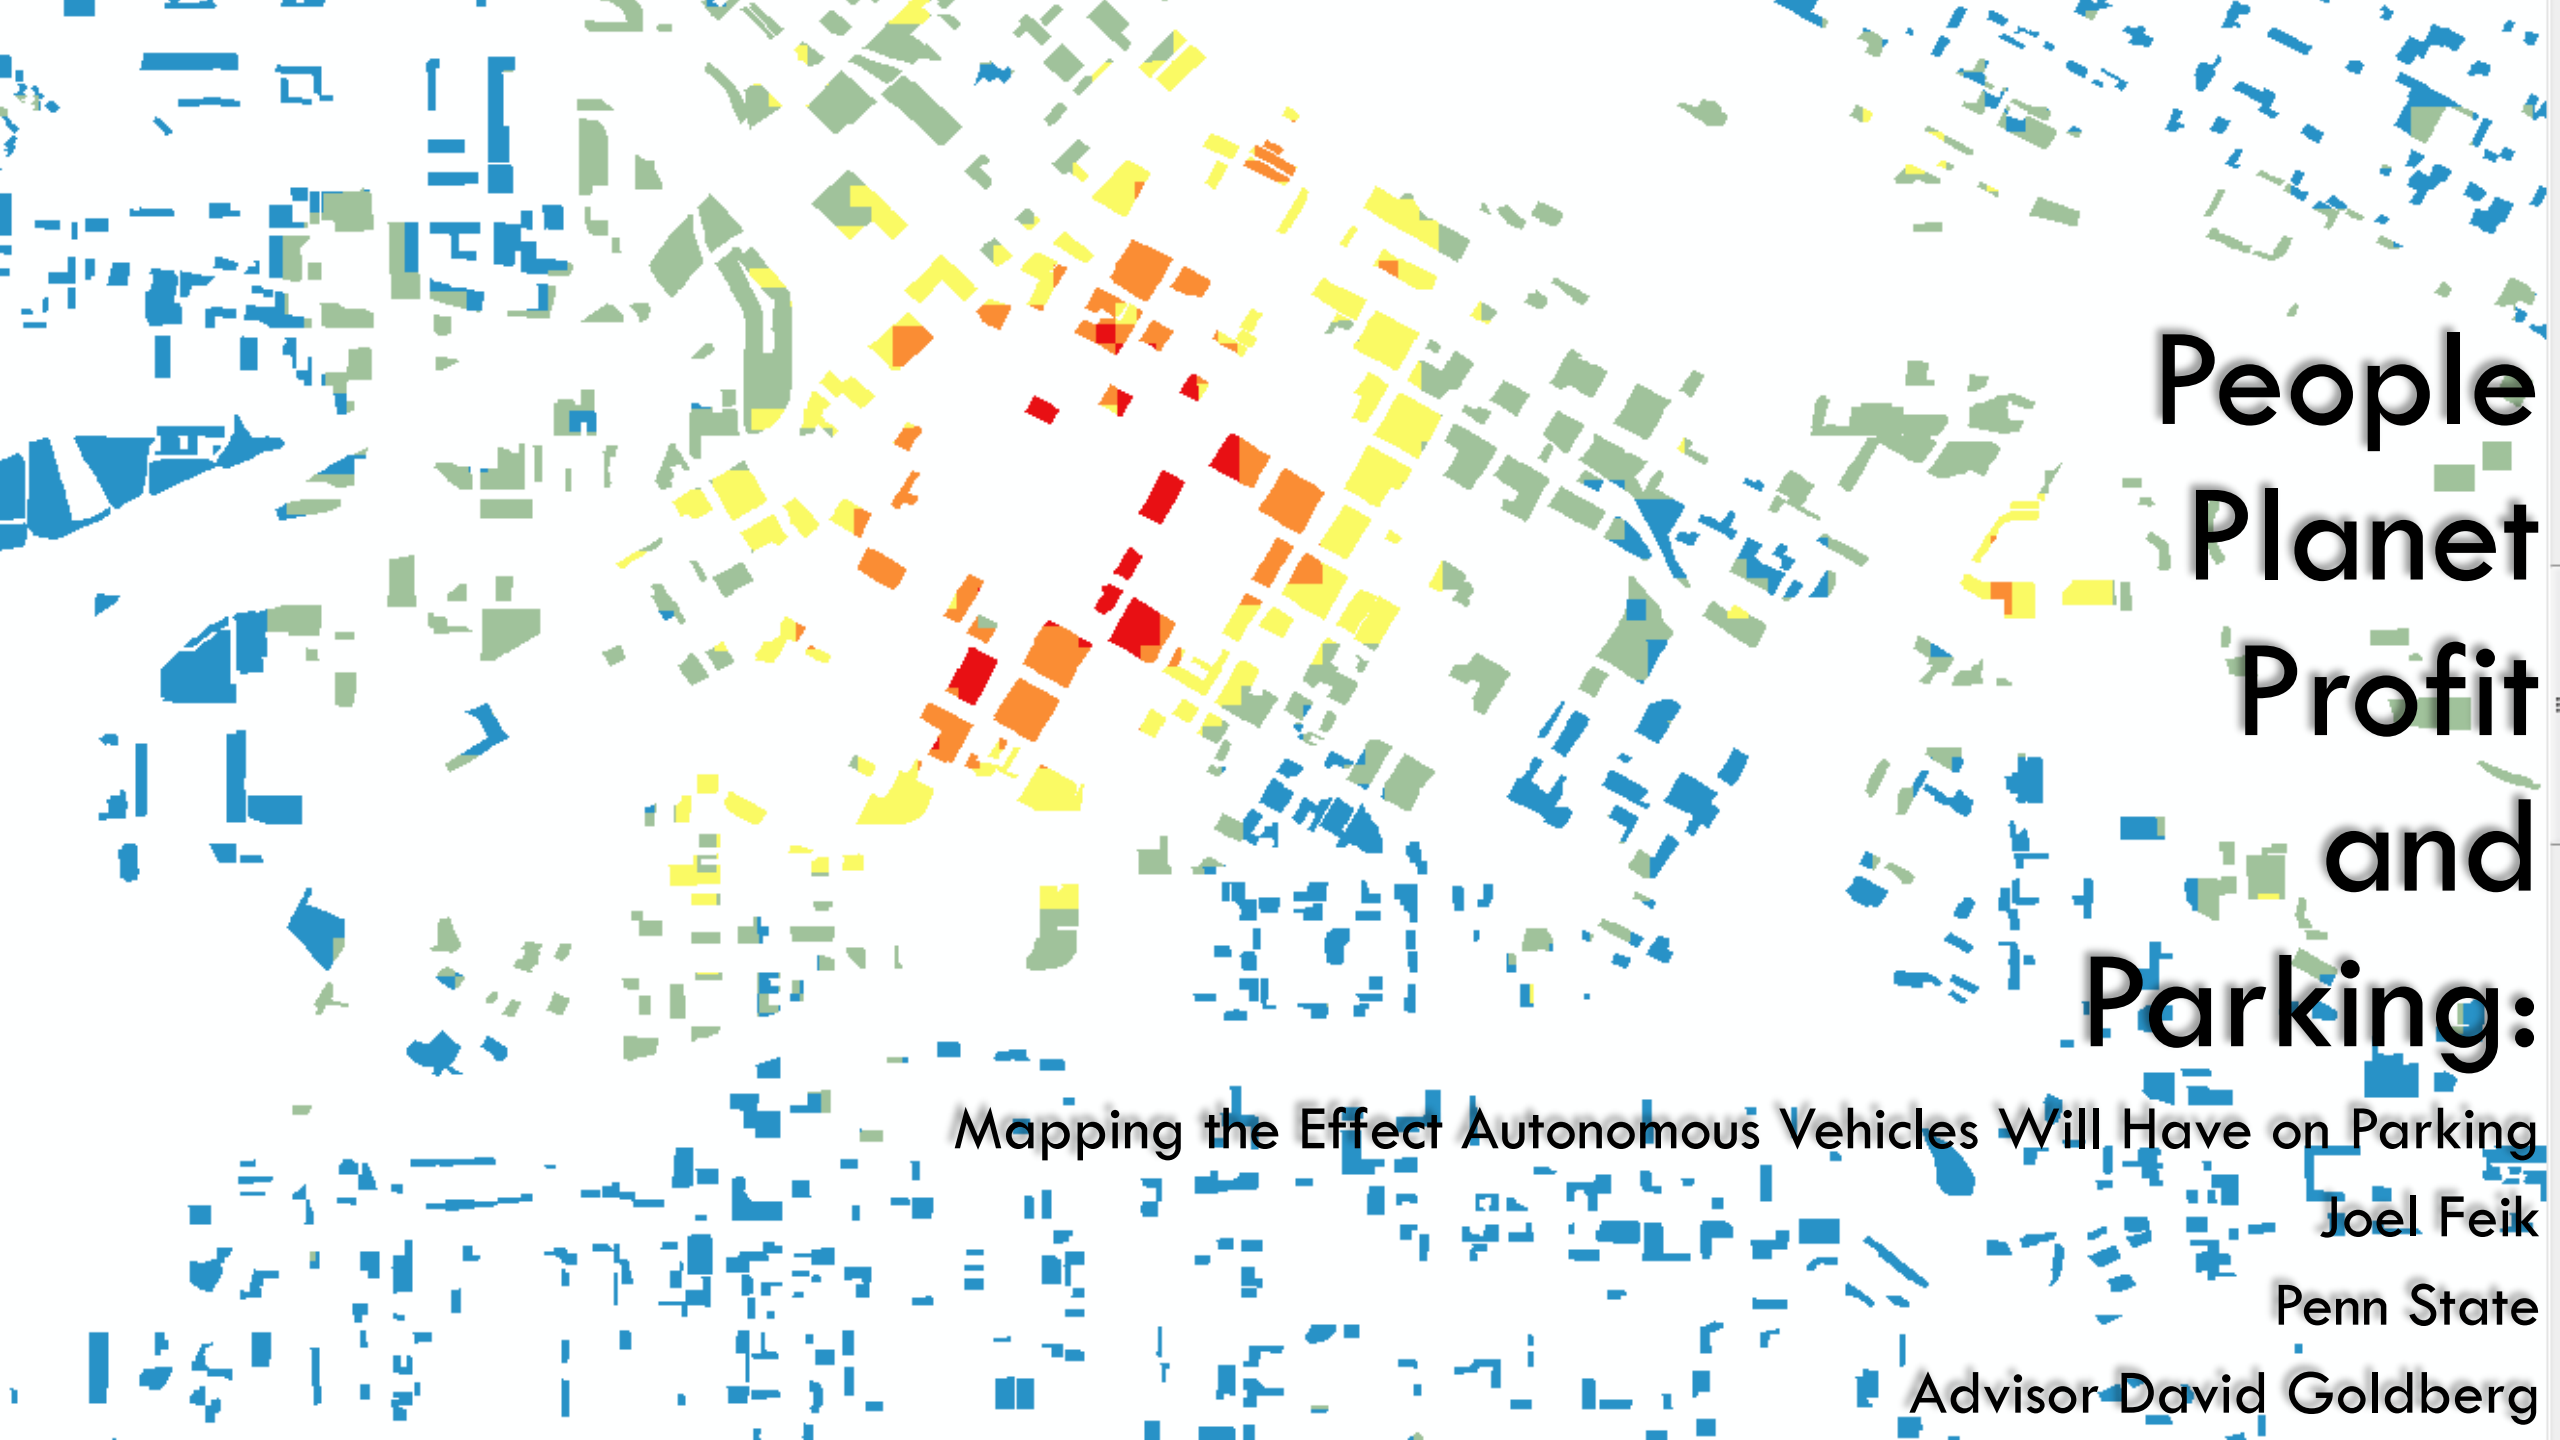 People
Planet
Profit
and
Parking:
Mapping the Effect Autonomous Vehicles Will Have on Parking
Joel Feik
Penn State
Advisor David Goldberg